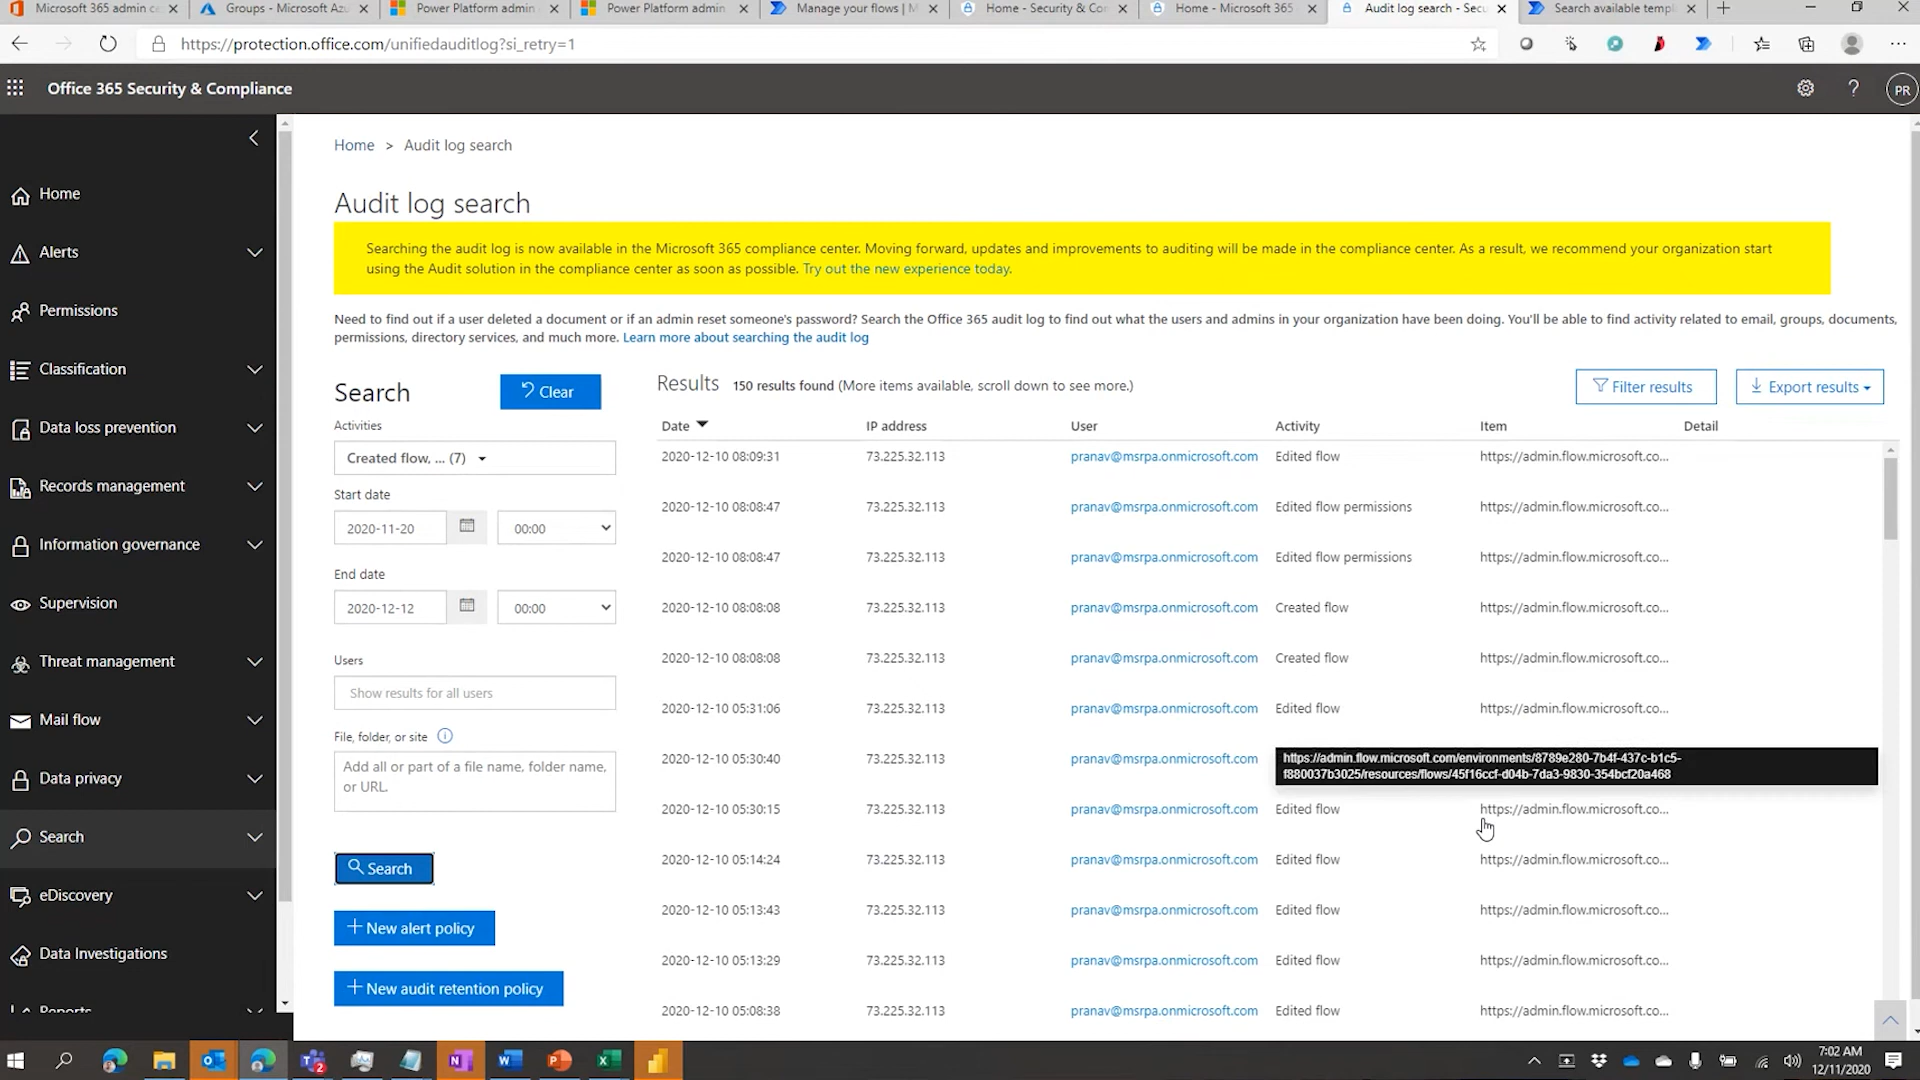 Microsoft 365 admin ce
Groups - Microsoft Az
Power Platform admin
Power Platform admin
Manage your flows | M
Home - Security & Co
Home - Microsoft 365
Audit log search - Secu
Search available templ
https://protection.office.com/unifiedauditlog?si_retry=1
Office 365 Security & Compliance
PR
Home > Audit log search
Audit log search
Searching the audit log is now available in the Microsoft 365 compliance center. Moving forward, updates and improvements to auditing will be made in the compliance center. As a result, we recommend your organization start
using the Audit solution in the compliance center as soon as possible. Try out the new experience today.
Need to find out if a user deleted a document or if an admin reset someone's password? Search the Office 365 audit log to find out what the users and admins in your organization have been doing. You'll be able to find activity related to email, groups, documents,
permissions, directory services, and much more. Learn more about searching the audit log
Home
Alerts
Permissions
Classification
Data loss prevention
Records management
Information governance
Supervision
Threat management
Mail flow
Data privacy
Search
eDiscovery
Data Investigations
Reports
Search
Clear
Activities
Created flow, ... (7)
Start date
2020-11-20
00:00
End date
2020-12-12
00:00
Users
Show results for all users
File, folder, or site
Add all or part of a file name, folder name,
or URL.
Search
+ New alert policy
+ New audit retention policy
Results 150 results found (More items available, scroll down to see more.)
Filter results
Export results
Date IP address User Activity Item Detail
2020-12-10 08:09:31 73.225.32.113 pranav@msrpa.onmicrosoft.com Edited flow https://admin.flow.microsoft.co...
2020-12-10 08:08:47 73.225.32.113 pranav@msrpa.onmicrosoft.com Edited flow permissions https://admin.flow.microsoft.co...
2020-12-10 08:08:47 73.225.32.113 pranav@msrpa.onmicrosoft.com Edited flow permissions https://admin.flow.microsoft.co...
2020-12-10 08:08:08 73.225.32.113 pranav@msrpa.onmicrosoft.com Created flow https://admin.flow.microsoft.co...
2020-12-10 08:08:08 73.225.32.113 pranav@msrpa.onmicrosoft.com Created flow https://admin.flow.microsoft.co...
2020-12-10 05:31:06 73.225.32.113 pranav@msrpa.onmicrosoft.com Edited flow https://admin.flow.microsoft.co...
2020-12-10 05:30:40 73.225.32.113 pranav@msrpa.onmicrosoft.com
https://admin.flow.microsoft.com/environments/8789e280-7b4f-437c-b1c5-
f880037b3025/resources/flows/45f16ccf-d04b-7da3-9830-354bcf20a468
2020-12-10 05:30:15 73.225.32.113 pranav@msrpa.onmicrosoft.com Edited flow https://admin.flow.microsoft.co...
2020-12-10 05:14:24 73.225.32.113 pranav@msrpa.onmicrosoft.com Edited flow https://admin.flow.microsoft.co...
2020-12-10 05:13:43 73.225.32.113 pranav@msrpa.onmicrosoft.com Edited flow https://admin.flow.microsoft.co...
2020-12-10 05:13:29 73.225.32.113 pranav@msrpa.onmicrosoft.com Edited flow https://admin.flow.microsoft.co...
2020-12-10 05:08:38 73.225.32.113 pranav@msrpa.onmicrosoft.com Edited flow https://admin.flow.microsoft.co...
7:02 AM
12/11/2020